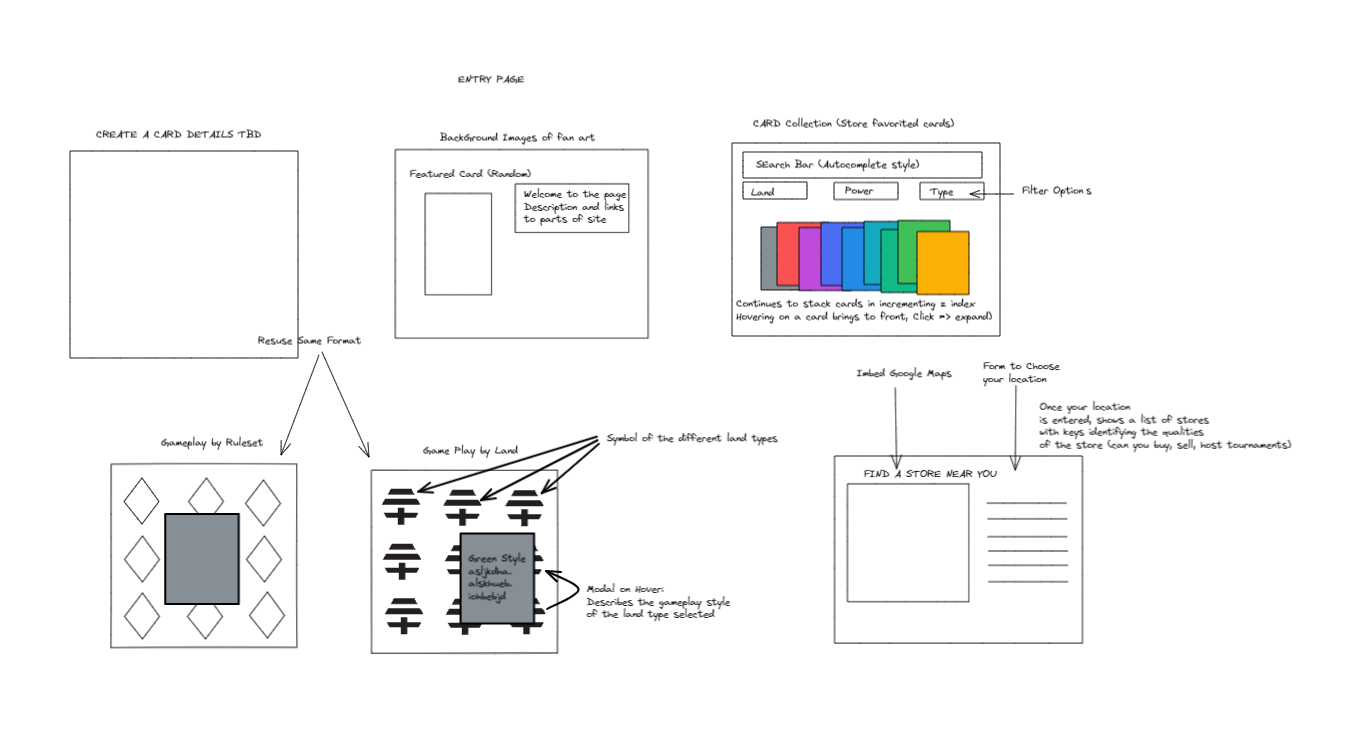 ENTRY PAGE
CREATE A CARD DETAILS TBD
BackGround Images of fan art
Featured Card (Random)
Welcome to the page
Description and links
to parts of site
CARD Collection (Store favorited cards)
SEarch Bar (Autocomplete style)
Land
Power
Type
Filter Options
Continues to stack cards in incrementing z index
Hovering on a card brings to front, Click => expand)
Resuse Same Format
Gameplay by Ruleset
Game Play by Land
Symbol of the different land types
Green Style
asljkdha.
alskhueb.
iohbebjd
Modal on Hover:
Describes the gameplay style
of the land type selected
Imbed Google Maps
Form to Choose
your location
Once your location
is entered, shows a list of stores
with keys identifying the qualities
of the store (can you buy, sell, host tournaments)
FIND A STORE NEAR YOU